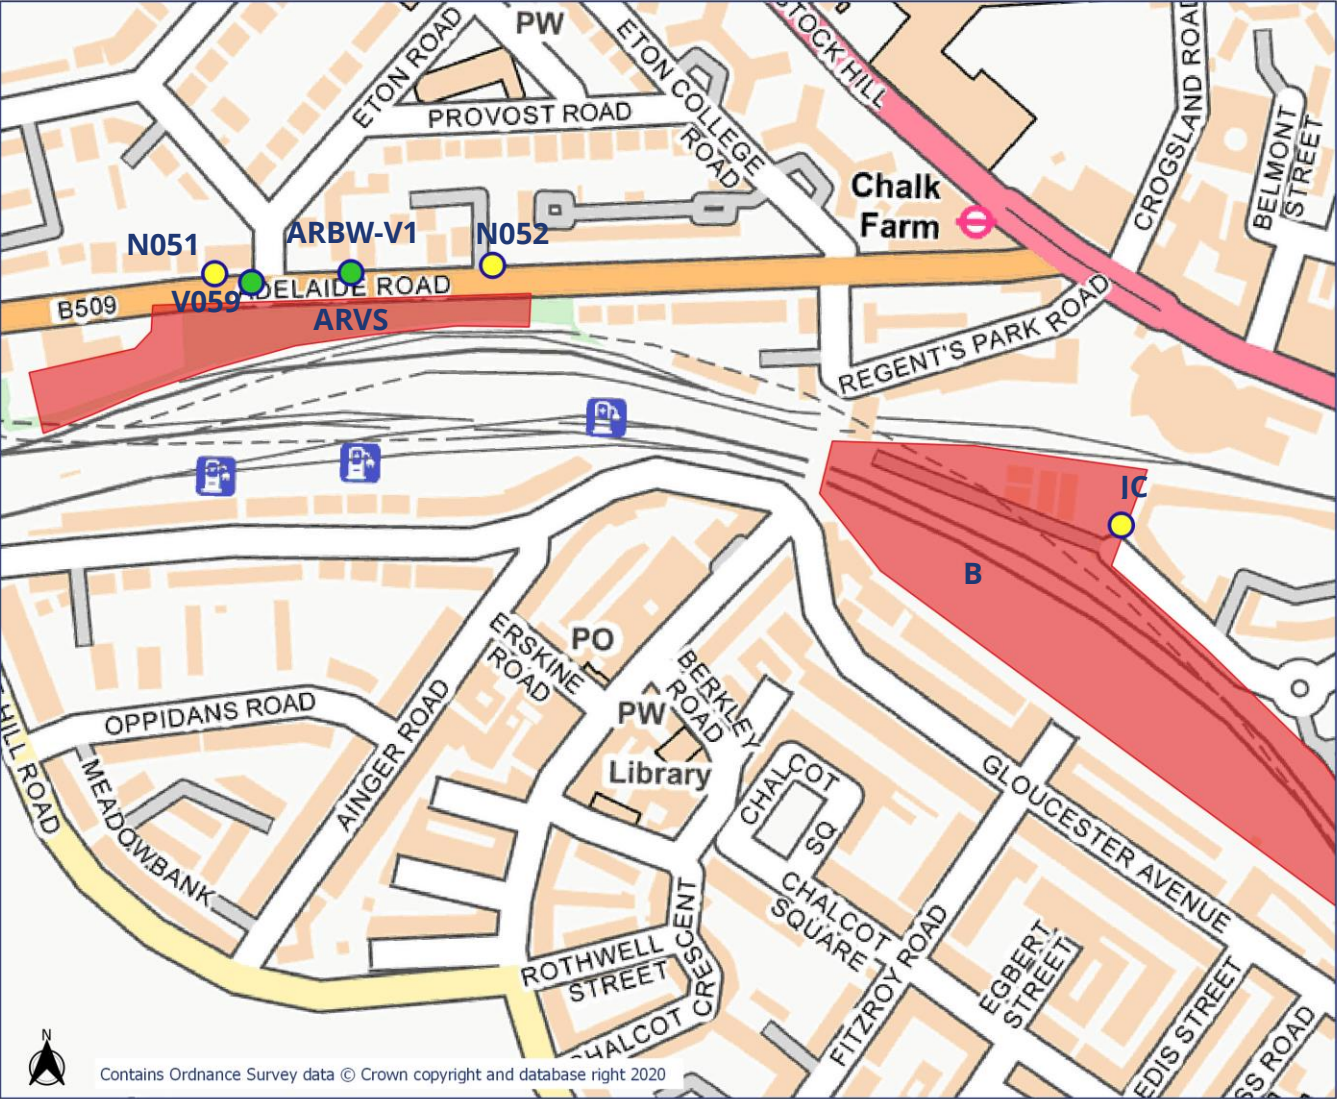 PW
ETON ROAD
PROVOST ROAD
ETON COLLEGE
ROAD
STOCK HILL
CROGSLAND ROAD
BELMONT
STREET
Chalk
Farm
N051
ARBW-V1
N052
B509
V059
ADELAIDE ROAD
ARVS
REGENT'S PARK ROAD
IC
B
PO
ERSKINE
ROAD
BERKLEY
ROAD
PW
Library
OPPIDANS ROAD
AINGER ROAD
HILL ROAD
MEADOWBANK
CHALCOT
SQ
CHALCOT
SQUARE
GLOUCESTER AVENUE
ROTHWELL
STREET
CHALCOT
CRESCENT
FITZROY ROAD
EGBERT
STREET
EDIS STREET
SS ROAD
N
Contains Ordnance Survey data © Crown copyright and database right 2020